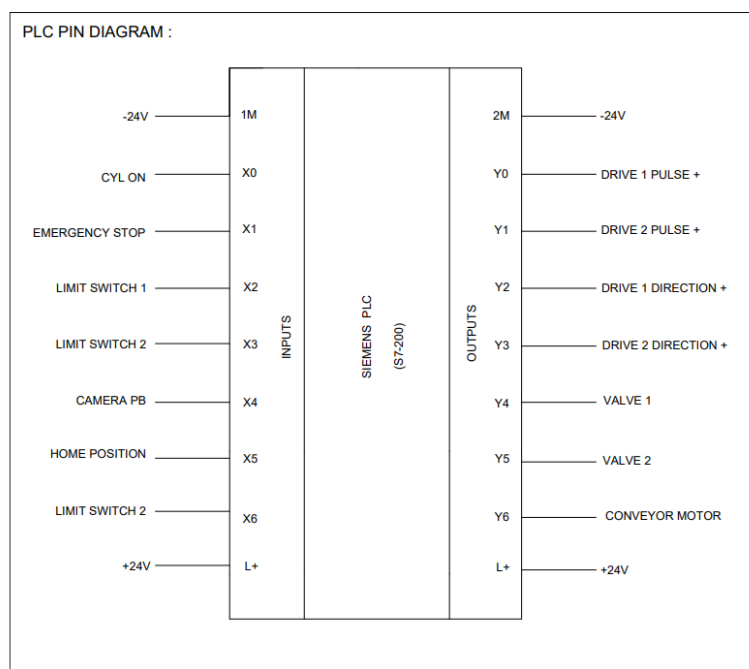 PLC PIN DIAGRAM :
-24V 1M 2M -24V
CYL ON X0 Y0 DRIVE 1 PULSE +
EMERGENCY STOP X1 Y1 DRIVE 2 PULSE +
LIMIT SWITCH 1 X2 Y2 DRIVE 1 DIRECTION +
INPUTS
SIEMENS PLC
(S7-200)
OUTPUTS
LIMIT SWITCH 2 X3 Y3 DRIVE 2 DIRECTION +
CAMERA PB X4 Y4 VALVE 1
HOME POSITION X5 Y5 VALVE 2
LIMIT SWITCH 2 X6 Y6 CONVEYOR MOTOR
+24V L+ L+ +24V